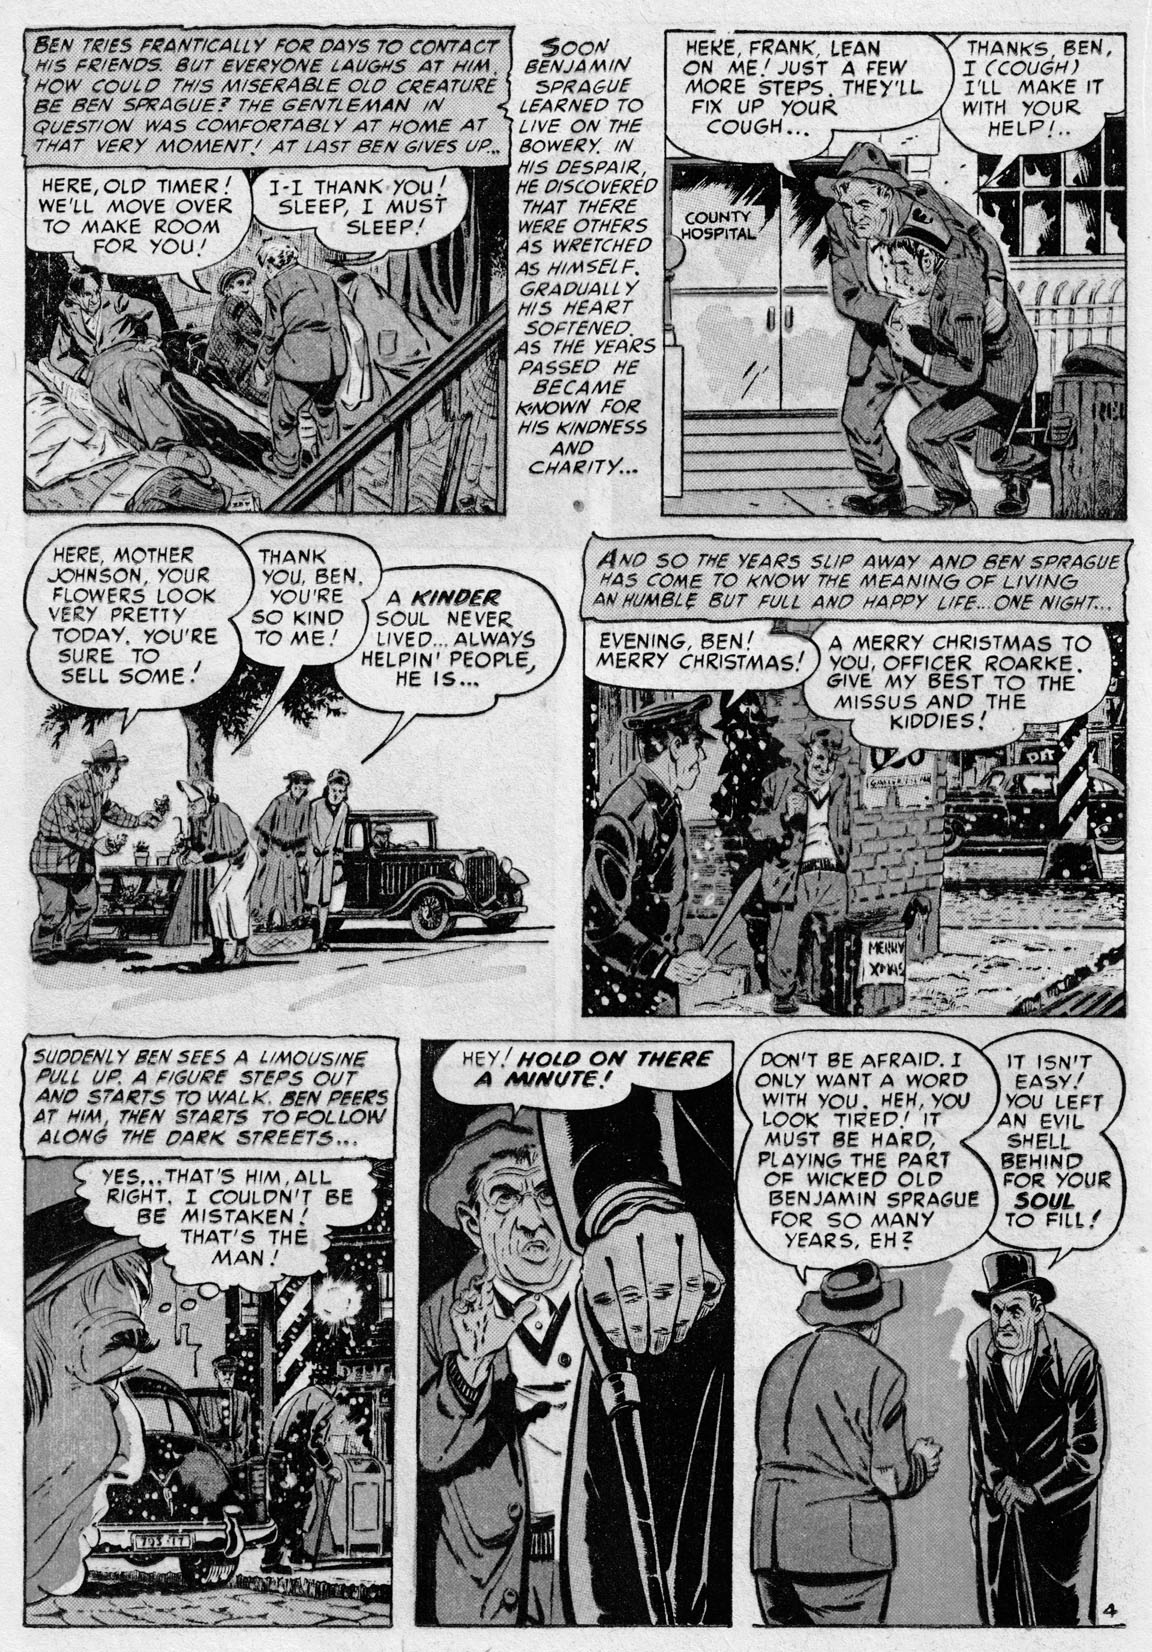 BEN TRIES FRANTICALLY FOR DAYS TO CONTACT
HIS FRIENDS. BUT EVERYONE LAUGHS AT HIM.
HOW COULD THIS MISERABLE OLD CREATURE
BE BEN SPRAGUE? THE GENTLEMAN IN
QUESTION WAS COMFORTABLY AT HOME AT
THAT VERY MOMENT! AT LAST BEN GIVES UP..
HERE, OLD TIMER!
WE'LL MOVE OVER
TO MAKE ROOM
FOR YOU!
I-I THANK YOU!
SLEEP, I MUST
SLEEP!
SOON
BENJAMIN
SPRAGUE
LEARNED TO
LIVE ON THE
BOWERY. IN
HIS DESPAIR,
HE DISCOVERED
THAT THERE
WERE OTHERS
AS WRETCHED
AS HIMSELF.
GRADUALLY
HIS HEART
SOFTENED.
AS THE YEARS
PASSED HE
BECAME
KNOWN FOR
HIS KINDNESS
AND
CHARITY...
HERE, FRANK, LEAN
ON ME! JUST A FEW
MORE STEPS. THEY'LL
FIX UP YOUR
COUGH...
THANKS, BEN,
I (COUGH)
I'LL MAKE IT
WITH YOUR
HELP!..
COUNTY
HOSPITAL
HERE, MOTHER
JOHNSON, YOUR
FLOWERS LOOK
VERY PRETTY
TODAY. YOU'RE
SURE TO
SELL SOME!
THANK
YOU, BEN,
YOU'RE
SO KIND
TO ME!
A KINDER
SOUL NEVER
LIVED... ALWAYS
HELPIN' PEOPLE,
HE IS...
AND SO THE YEARS SLIP AWAY AND BEN SPRAGUE
HAS COME TO KNOW THE MEANING OF LIVING
AN HUMBLE BUT FULL AND HAPPY LIFE...ONE NIGHT...
EVENING, BEN!
MERRY CHRISTMAS!
A MERRY CHRISTMAS TO
YOU, OFFICER ROARKE.
GIVE MY BEST TO THE
MISSUS AND THE
KIDDIES!
MERRY
XMAS
SUDDENLY BEN SEES A LIMOUSINE
PULL UP. A FIGURE STEPS OUT
AND STARTS TO WALK. BEN PEERS
AT HIM, THEN STARTS TO FOLLOW
ALONG THE DARK STREETS...
YES...THAT'S HIM, ALL
RIGHT. I COULDN'T BE
BE MISTAKEN!
THAT'S THE
MAN!
HEY! HOLD ON THERE
A MINUTE!
DON'T BE AFRAID. I
ONLY WANT A WORD
WITH YOU. HEH, YOU
LOOK TIRED! IT
MUST BE HARD,
PLAYING THE PART
OF WICKED OLD
BENJAMIN SPRAGUE
FOR SO MANY
YEARS, EH?
IT ISN'T
EASY!
YOU LEFT
AN EVIL
SHELL
BEHIND
FOR YOUR
SOUL
TO FILL!
4